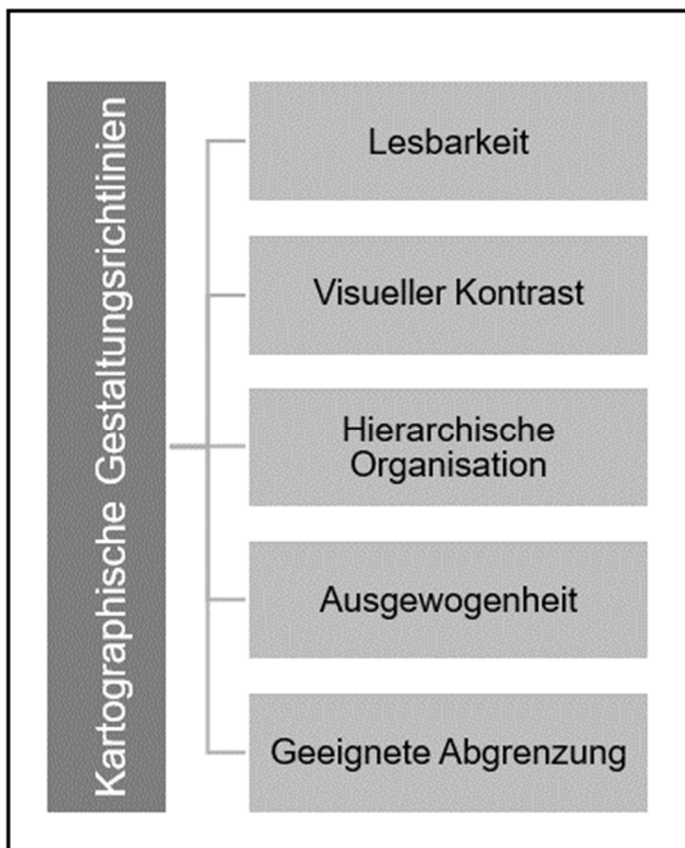 Kartographische Gestaltungsrichtlinien
Lesbarkeit
Visueller Kontrast
Hierarchische
Organisation
Ausgewogenheit
Geeignete Abgrenzung